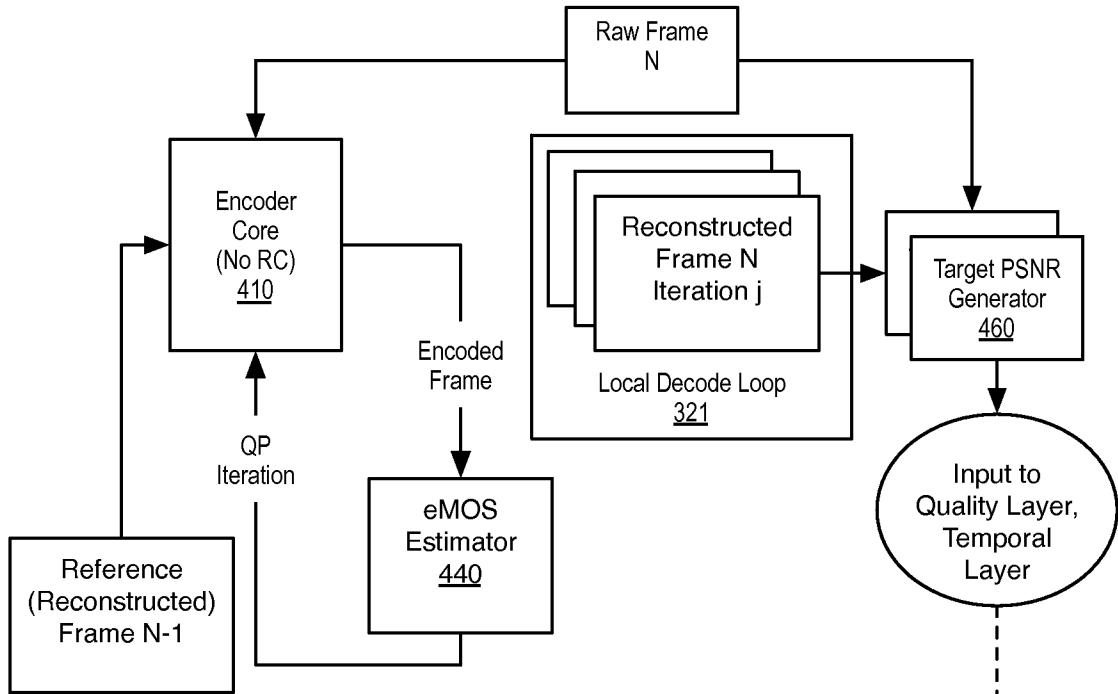 Raw Frame
N
Encoder
Core
(No RC)
410
Reconstructed
Frame N
Iteration j
Local Decode Loop
321
Target PSNR
Generator
460
Encoded
Frame
QP
Iteration
eMOS
Estimator
440
Reference
(Reconstructed)
Frame N-1
Input to
Quality Layer,
Temporal
Layer